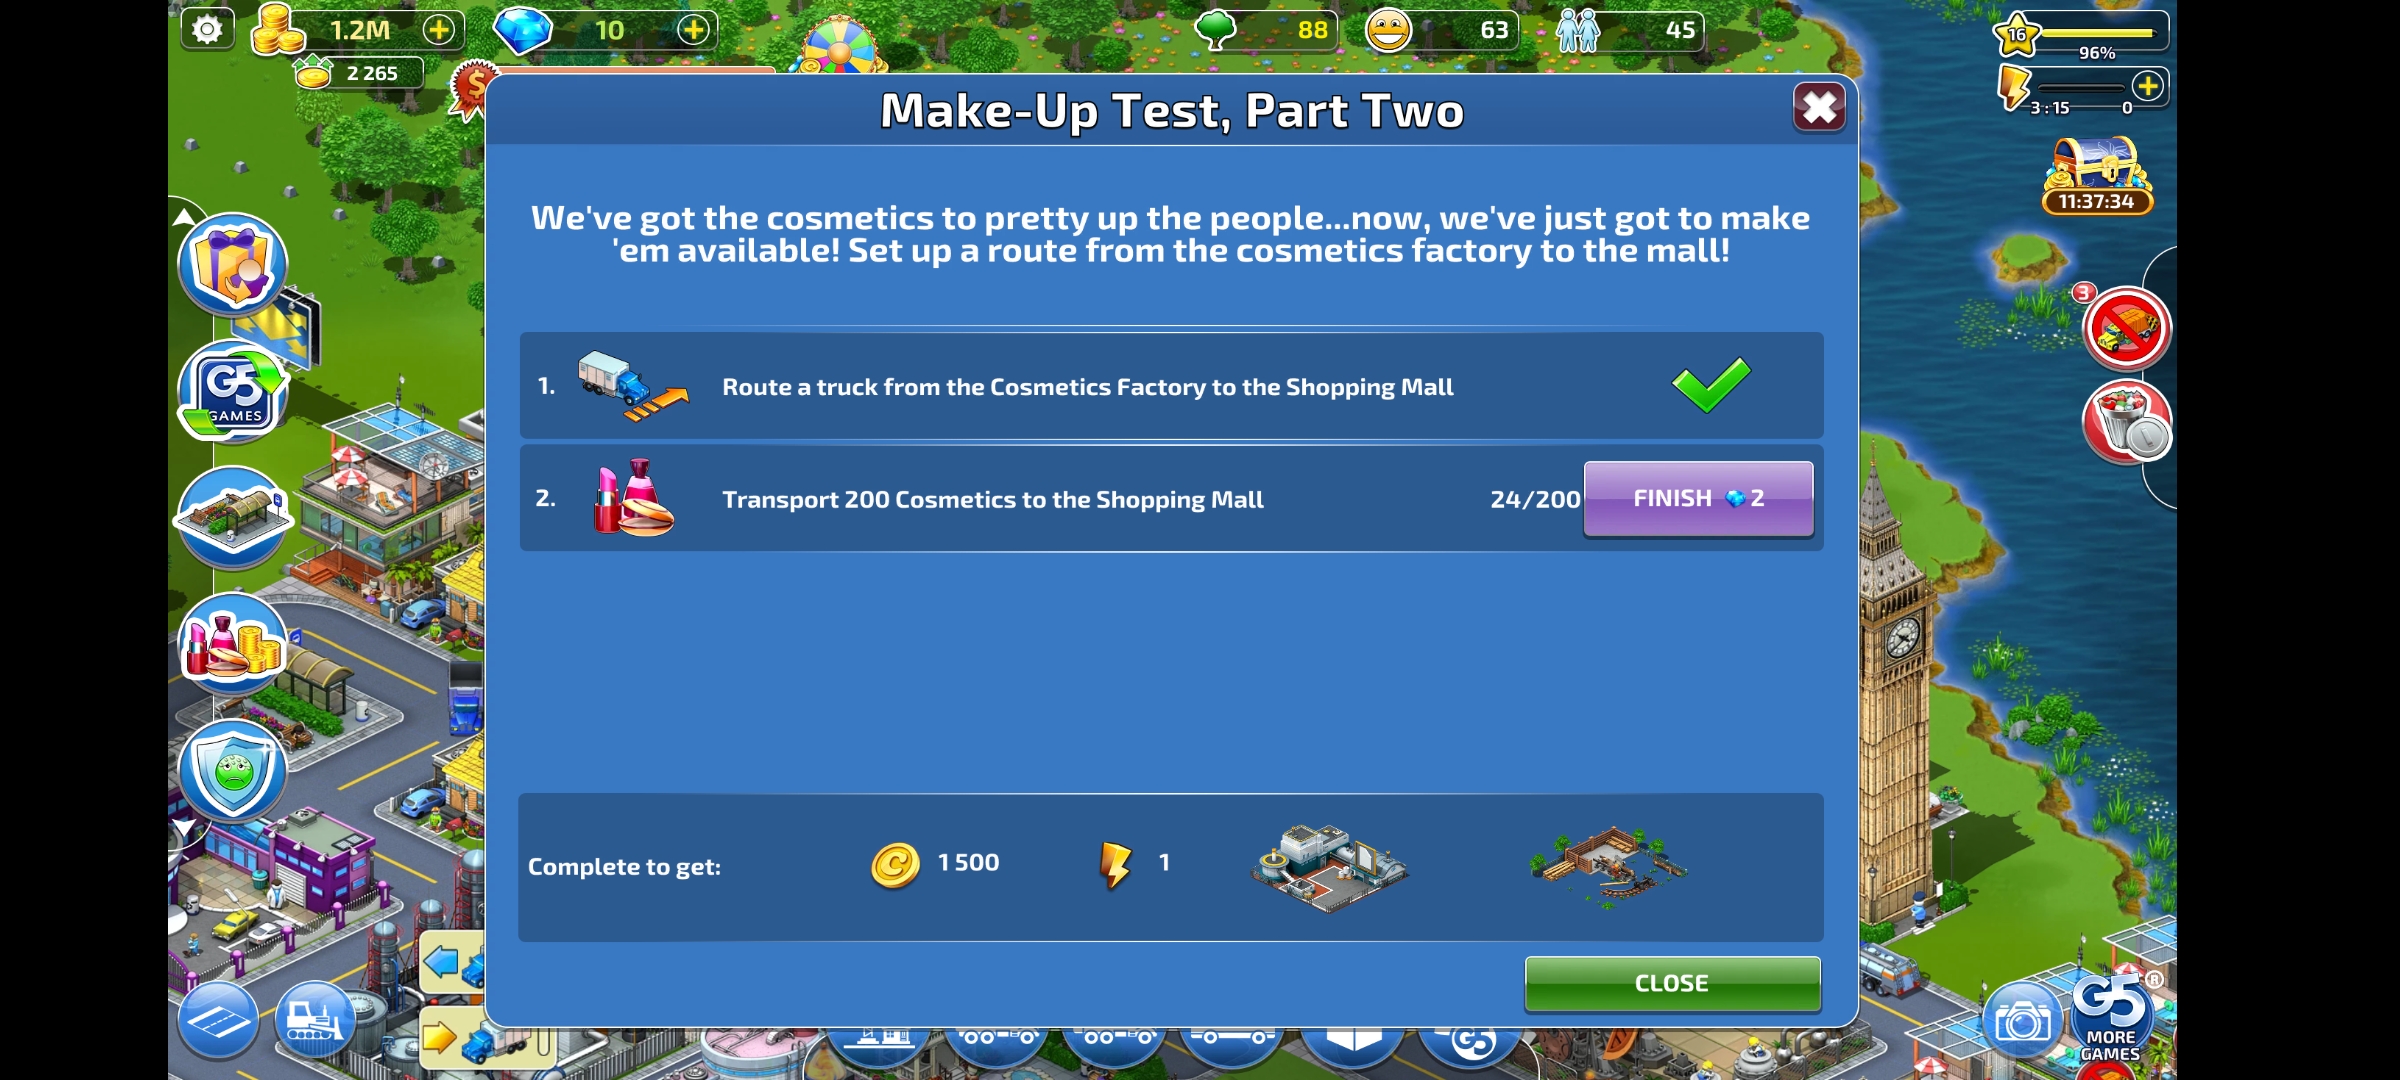 1.2M
10
88
63
45
16
96%
2 265
3:15
0
11:37:34
3
Make-Up Test, Part Two
We've got the cosmetics to pretty up the people...now, we've just got to make
'em available! Set up a route from the cosmetics factory to the mall!
1.
Route a truck from the Cosmetics Factory to the Shopping Mall
2.
Transport 200 Cosmetics to the Shopping Mall
24/200
FINISH 2
G5
GAMES
Complete to get:
1 500
1
CLOSE
G5
G5®
MORE
GAMES